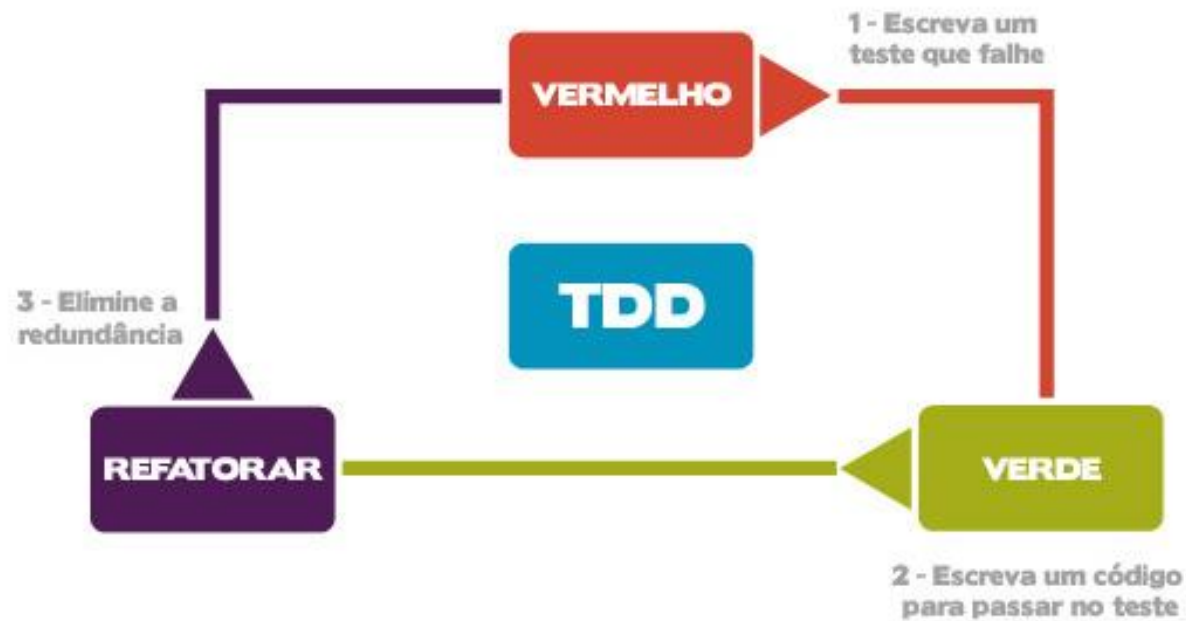 1 - Escreva um
teste que falhe
VERMELHO
TDD
3 - Elimine a
redundância
REFATORAR
VERDE
2 - Escreva um código
para passar no teste